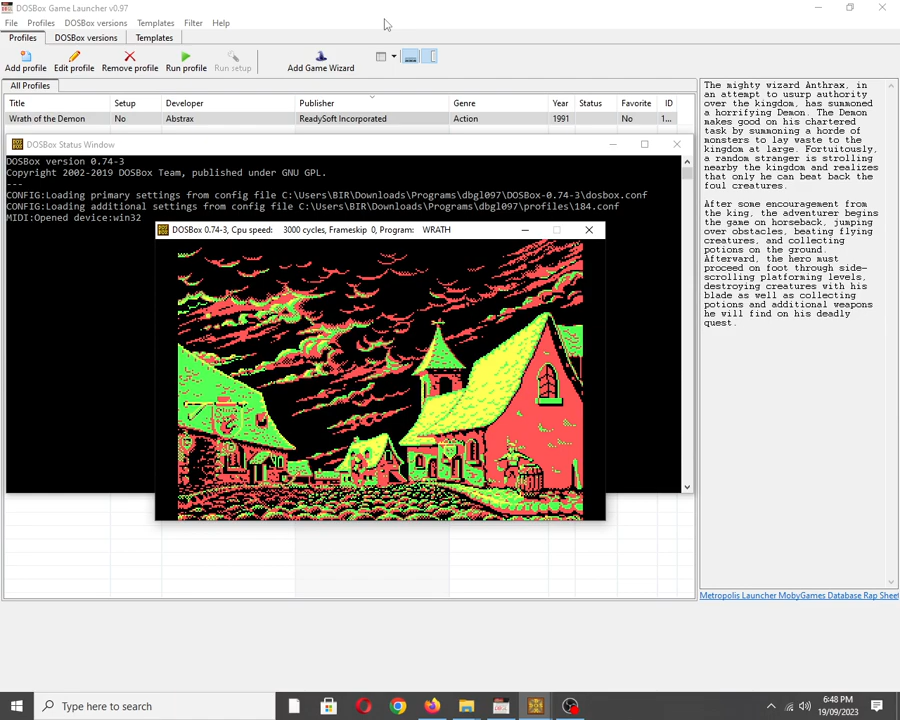 DOSBox Game Launcher v0.97
File Profiles DOSBox versions Templates Filter Help
Profiles DOSBox versions Templates
Add profile Edit profile Remove profile Run profile Run setup Add Game Wizard
All Profiles
Title Setup Developer Publisher Genre Year Status Favorite ID
Wrath of the Demon No Abstrax ReadySoft Incorporated Action 1991 No 1...
DOSBox Status Window
DOSBox version 0.74-3
Copyright 2002-2019 DOSBox Team, published under GNU GPL.
---
CONFIG:Loading primary settings from config file C:\Users\BIR\Downloads\Programs\dbgl097\DOSBox-0.74-3\dosbox.conf
CONFIG:Loading additional settings from config file C:\Users\BIR\Downloads\Programs\dbgl097\profiles\184.conf
MIDI:Opened device:win32
DOSBox 0.74-3, Cpu speed: 3000 cycles, Frameskip 0, Program: WRATH
The mighty wizard Anthrax, in
an attempt to usurp authority
over the kingdom, has summoned
a horrifying Demon. The Demon
makes good on his chartered
task by summoning a horde of
monsters to lay waste to the
kingdom at large. Fortuitously,
a random stranger is strolling
nearby the kingdom and realizes
that only he can beat back the
foul creatures.
After some encouragement from
the king, the adventurer begins
the game on horseback, jumping
over obstacles, beating flying
creatures, and collecting
potions on the ground.
Afterward, the hero must
proceed on foot through side-
scrolling platforming levels,
destroying creatures with his
blade as well as collecting
potions and additional weapons
he will find on his deadly
quest.
Metropolis Launcher MobyGames Database Rap Sheet
Type here to search
6:48 PM
19/09/2023